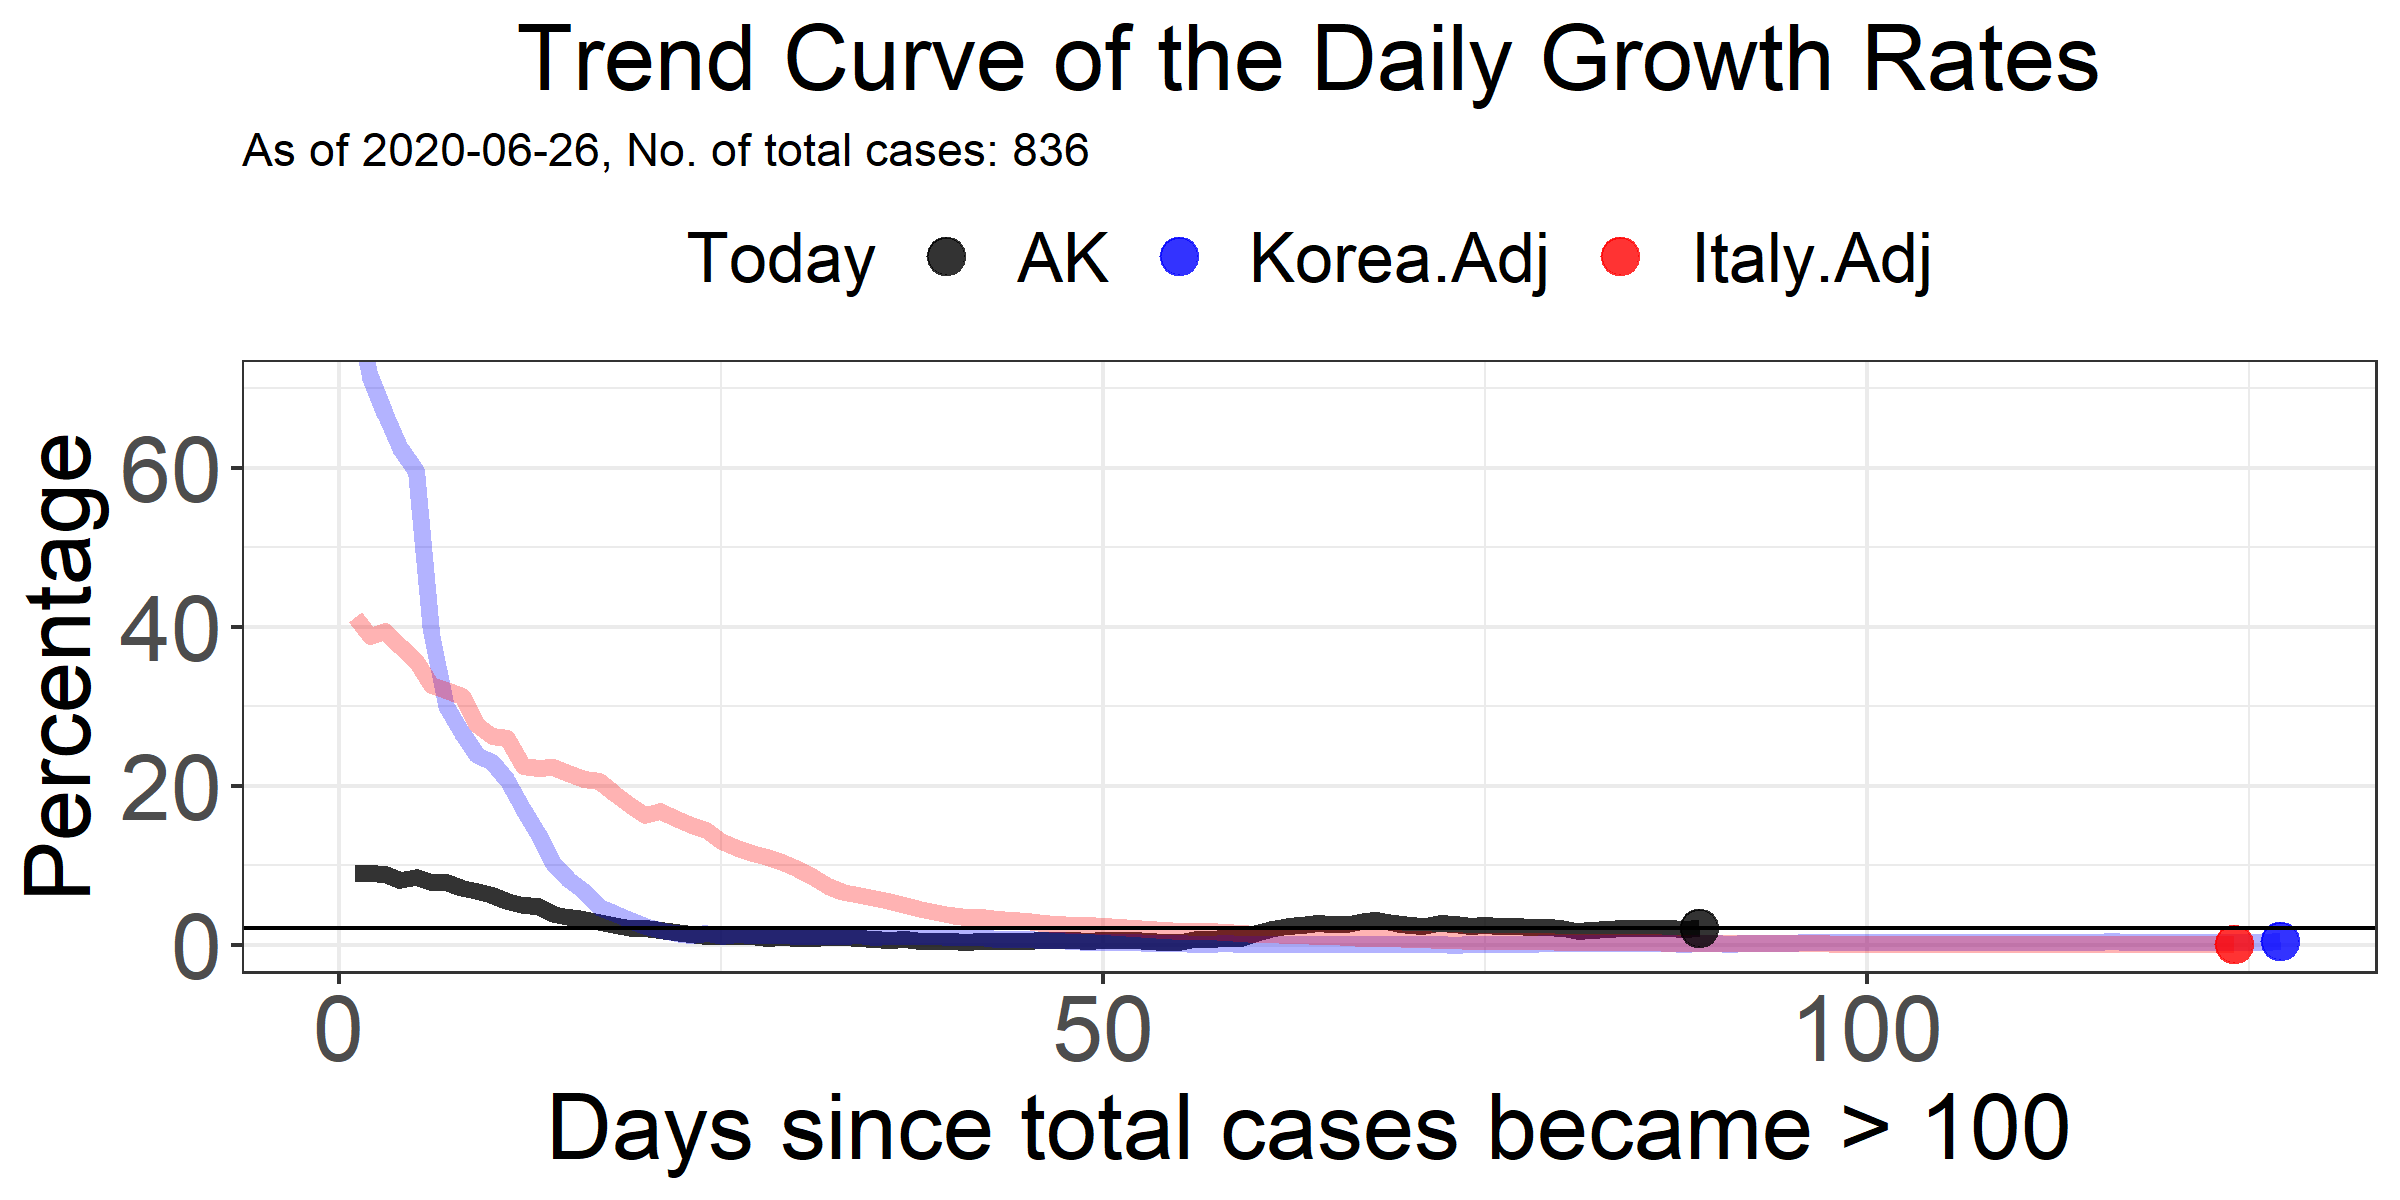 Trend Curve of the Daily Growth Rates
As of 2020-06-26, No. of total cases: 836
Today AK Korea.Adj Italy.Adj
Percentage
60
40
20
0
0 50 100
Days since total cases became > 100